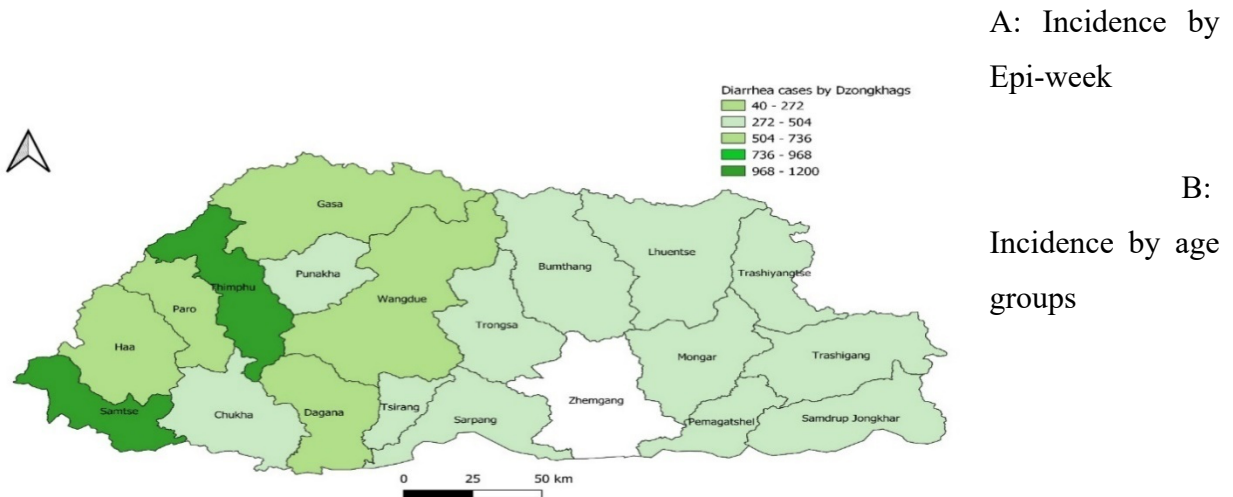 A: Incidence by
Epi-week
Diarrhea cases by Dzongkhags
40 - 272
272 - 504
504 - 736
736 - 968
968 - 1200
B:
Incidence by age
groups
Gasa
Punakha
Thimphu
Wangdue
Paro
Haa
Samtse
Chukha
Dagana
Tsirang
Sarpang
Trongsa
Bumthang
Lhuentse
Trashiyangtse
Mongar
Trashigang
Zhemgang
Pemagatshel
Samdrup Jongkhar
0 25 50 km